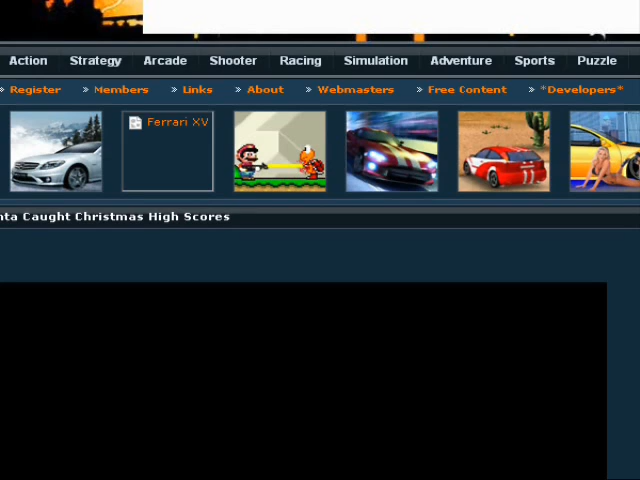 Action Strategy Arcade Shooter Racing Simulation Adventure Sports Puzzle
» Register » Members » Links » About » Webmasters » Free Content » *Developers*
Ferrari XV
nta Caught Christmas High Scores